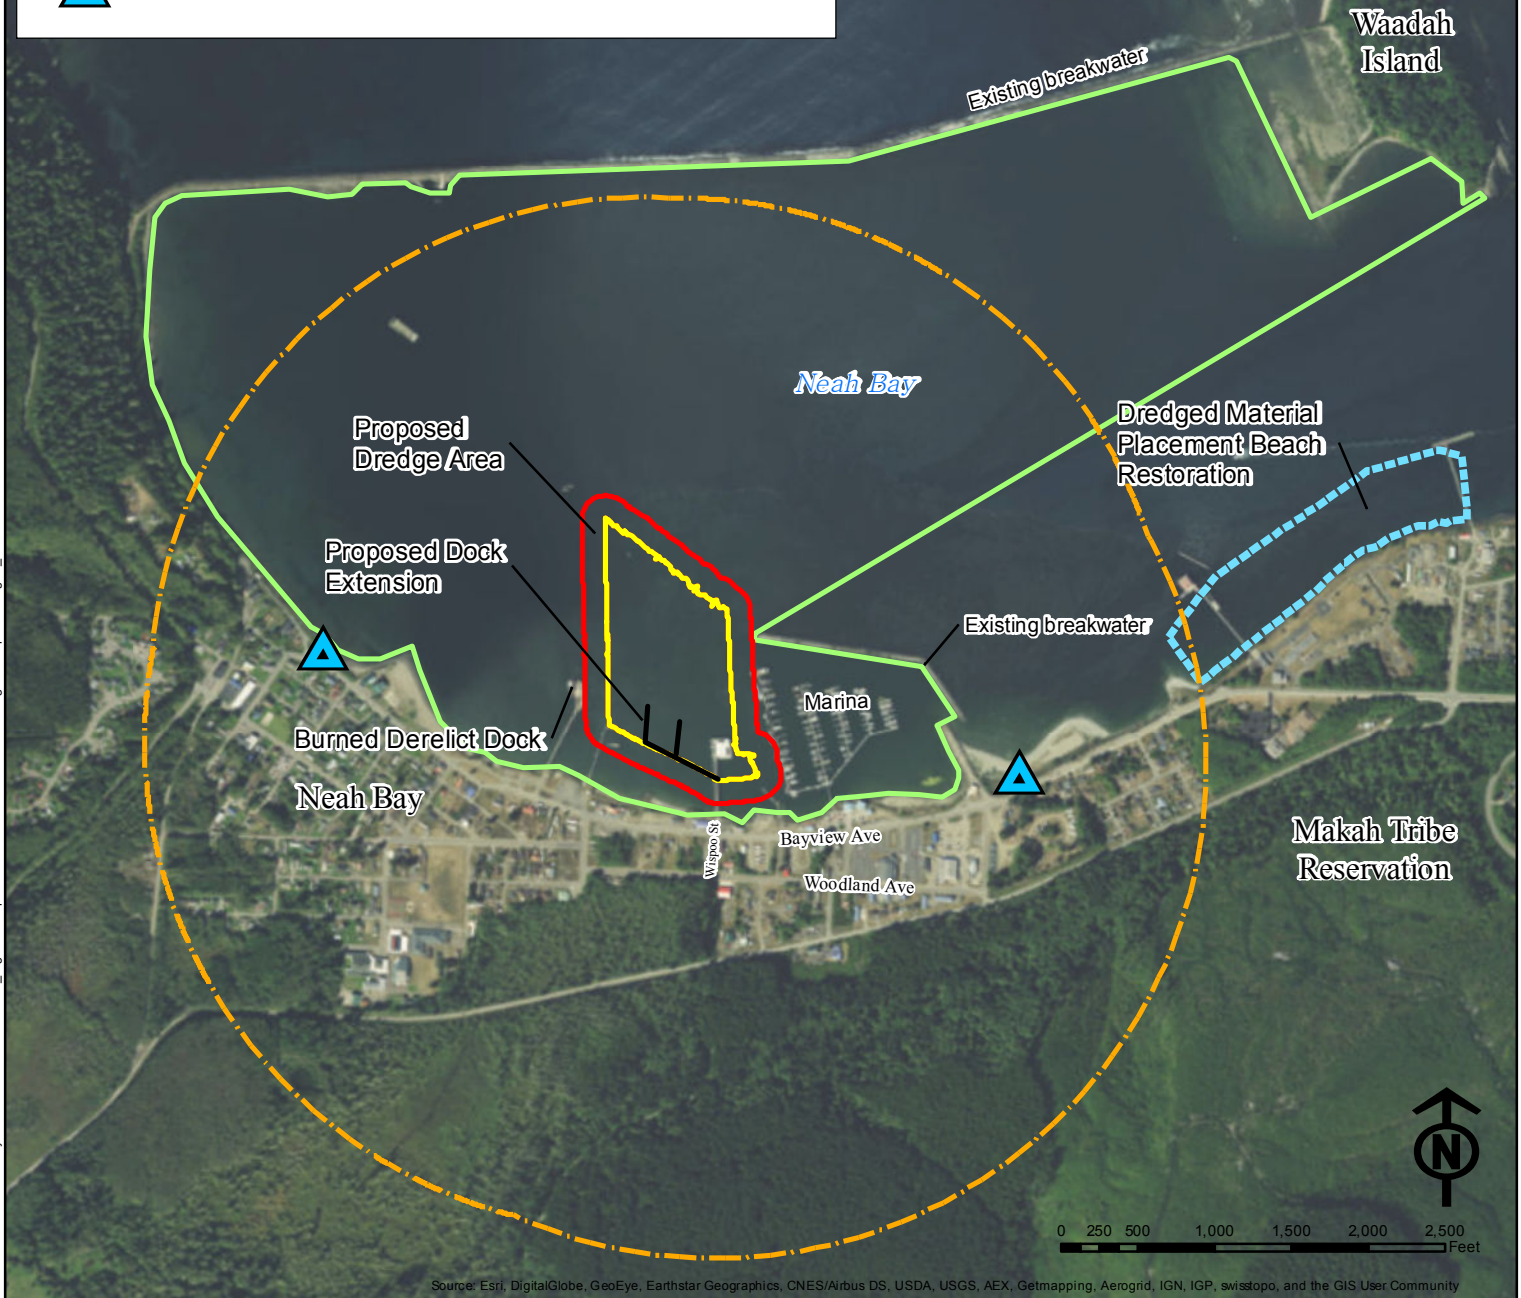 Waadah
Island
Existing breakwater
Neah Bay
Dredged Material
Placement Beach
Restoration
Proposed
Dredge Area
Proposed Dock
Extension
Existing breakwater
Marina
Burned Derelict Dock
Neah Bay
Wispoo St
Bayview Ave
Woodland Ave
Makah Tribe
Reservation
N
0 250 500 1,000 1,500 2,000 2,500
Feet
Source: Esri, DigitalGlobe, GeoEye, Earthstar Geographics, CNES/Airbus DS, USDA, USGS, AEX, Getmapping, Aerogrid, IGN, IGP, swisstopo, and the GIS User Community